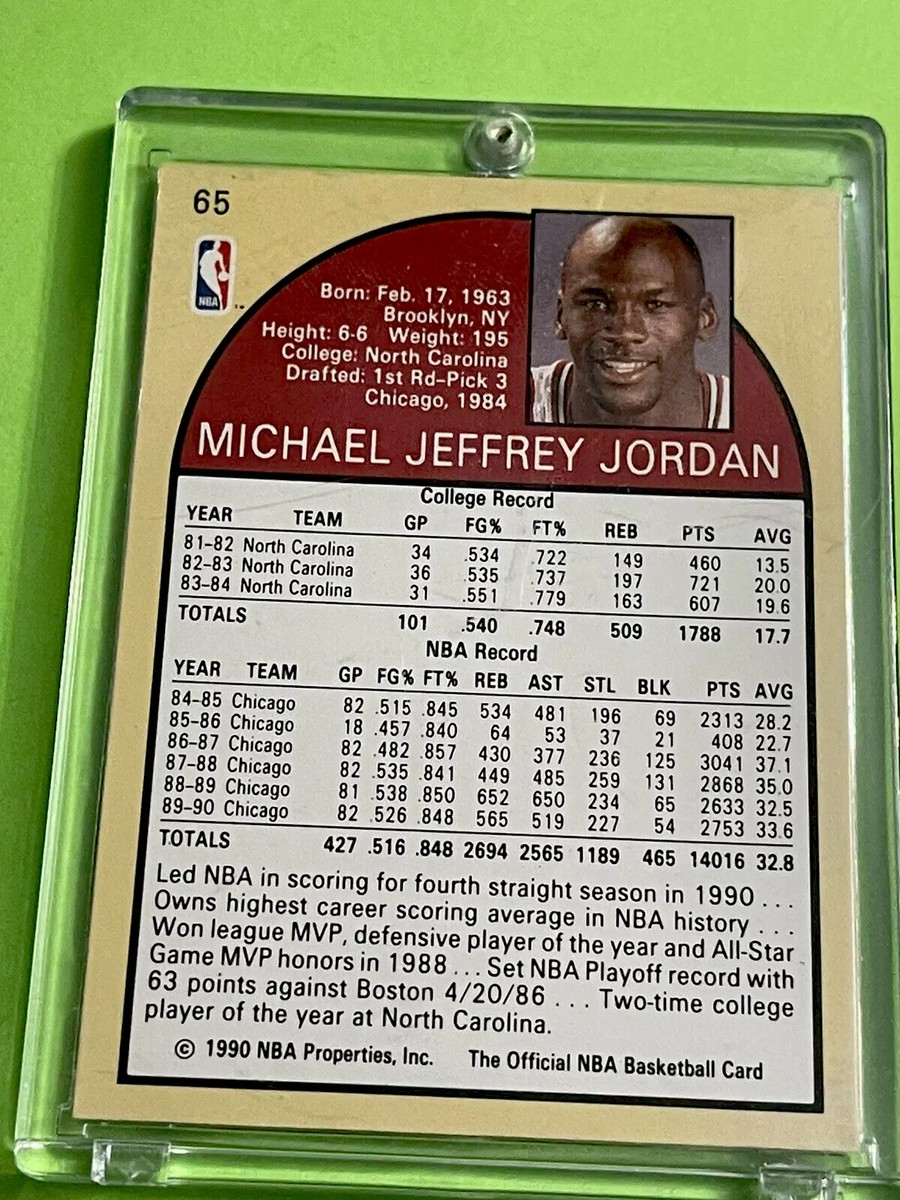 65
NBA
Born: Feb. 17, 1963
Brooklyn, NY
Height: 6-6 Weight: 195
College: North Carolina
Drafted: 1st Rd-Pick 3
Chicago, 1984
MICHAEL JEFFREY JORDAN
College Record
YEAR TEAM GP FG% FT% REB PTS AVG
81-82 North Carolina 34 .534 .722 149 460 13.5
82-83 North Carolina 36 .535 .737 197 721 20.0
83-84 North Carolina 31 .551 .779 163 607 19.6
TOTALS 101 .540 .748 509 1788 17.7
NBA Record
YEAR TEAM GP FG% FT% REB AST STL BLK PTS AVG
84-85 Chicago 82 .515 .845 534 481 196 69 2313 28.2
85-86 Chicago 18 .457 .840 64 53 37 21 408 22.7
86-87 Chicago 82 .482 .857 430 377 236 125 3041 37.1
87-88 Chicago 82 .535 .841 449 485 259 131 2868 35.0
88-89 Chicago 81 .538 .850 652 650 234 65 2633 32.5
89-90 Chicago 82 .526 .848 565 519 227 54 2753 33.6
TOTALS 427 .516 .848 2694 2565 1189 465 14016 32.8
Led NBA in scoring for fourth straight season in 1990 . . .
Owns highest career scoring average in NBA history . . .
Won league MVP, defensive player of the year and All-Star
Game MVP honors in 1988 . . . Set NBA Playoff record with
63 points against Boston 4/20/86 . . . Two-time college
player of the year at North Carolina.
© 1990 NBA Properties, Inc. The Official NBA Basketball Card